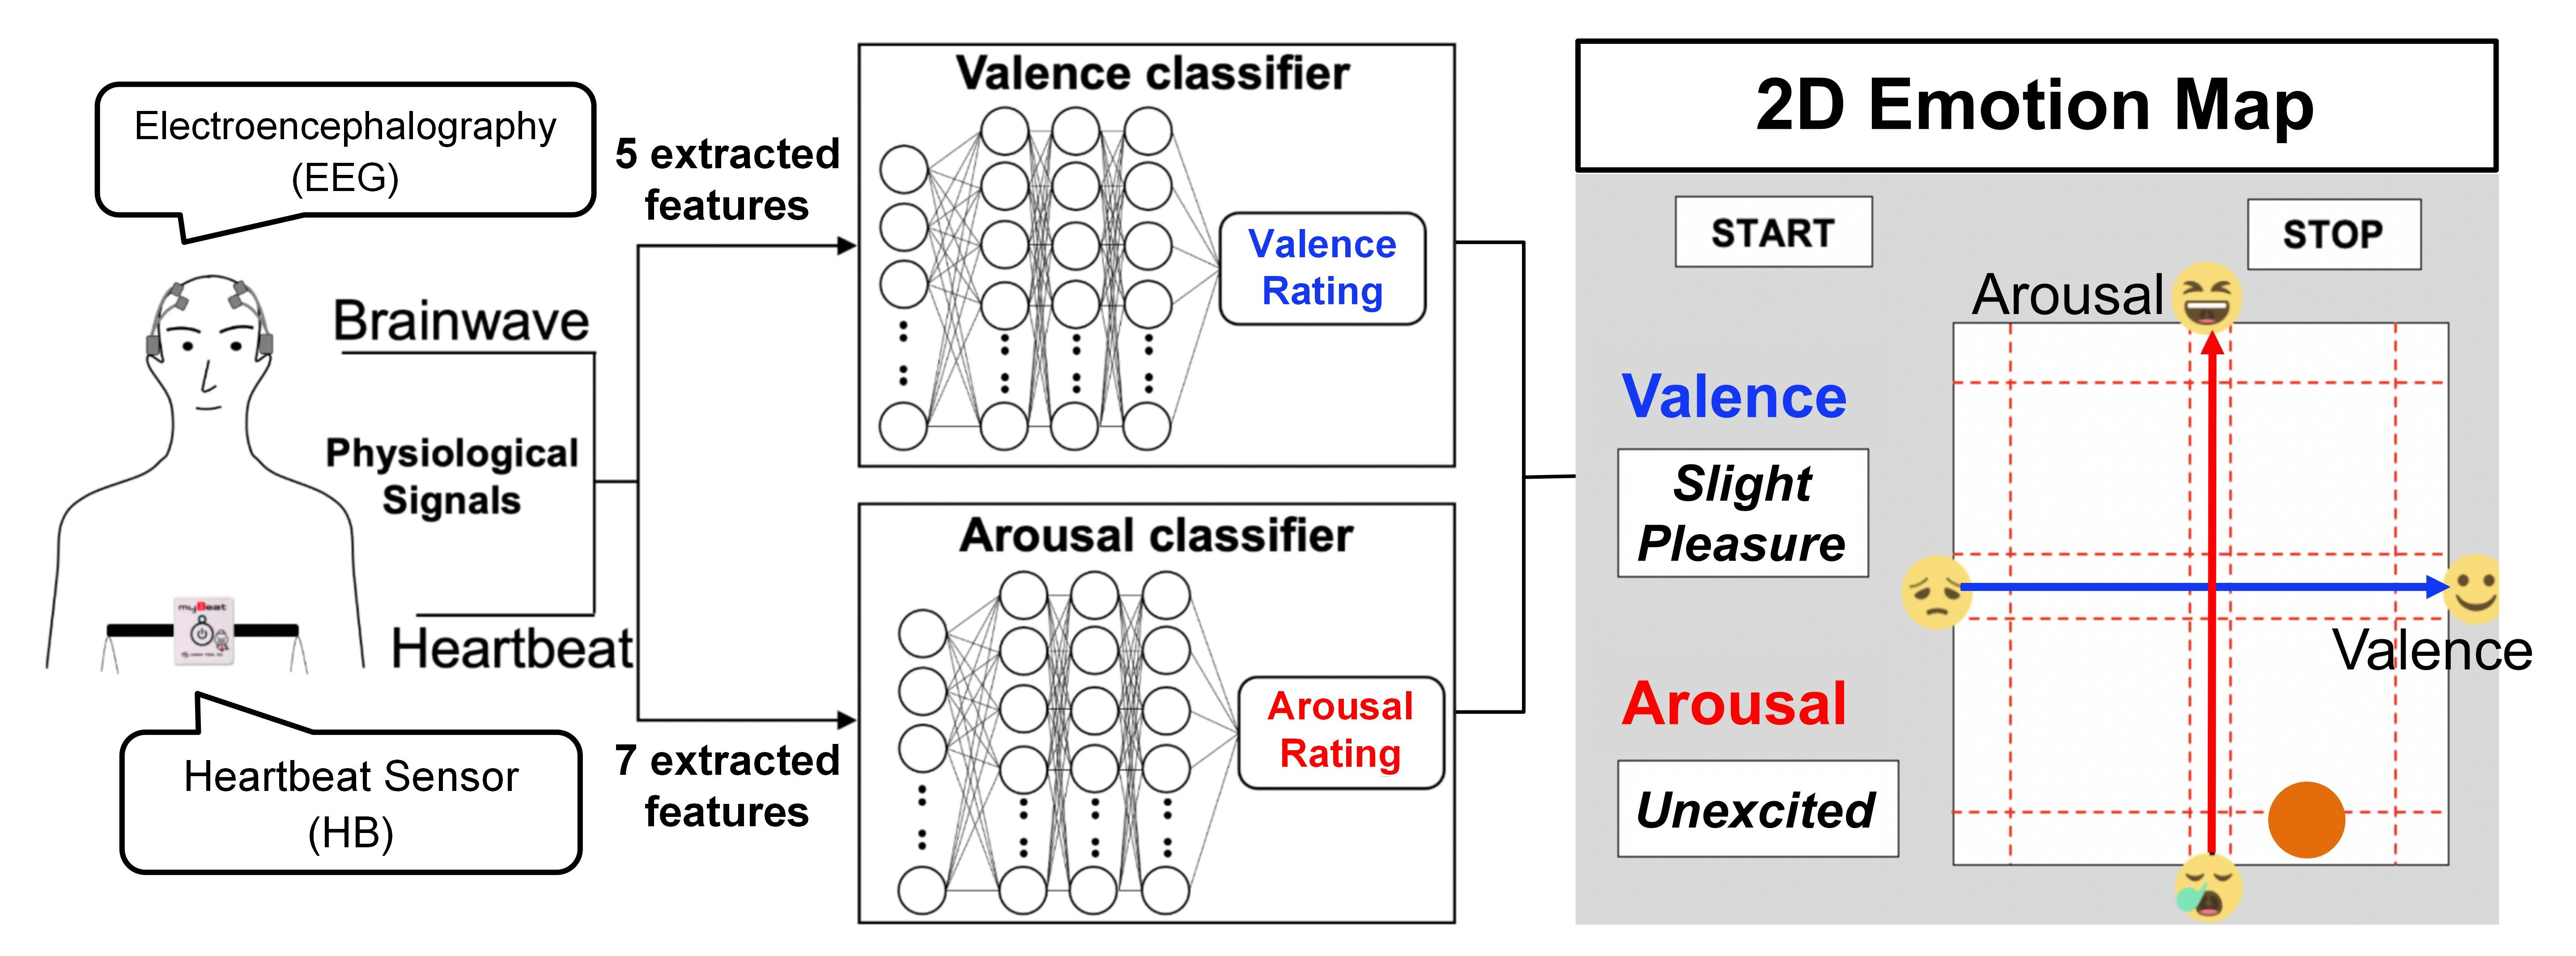 Electroencephalography
(EEG)
Brainwave
Physiological
Signals
Heartbeat
myBeat
Heartbeat Sensor
(HB)
5 extracted
features
7 extracted
features
Valence classifier
Valence
Rating
Arousal classifier
Arousal
Rating
2D Emotion Map
START
STOP
Arousal
Valence
Slight
Pleasure
Valence
Arousal
Unexcited